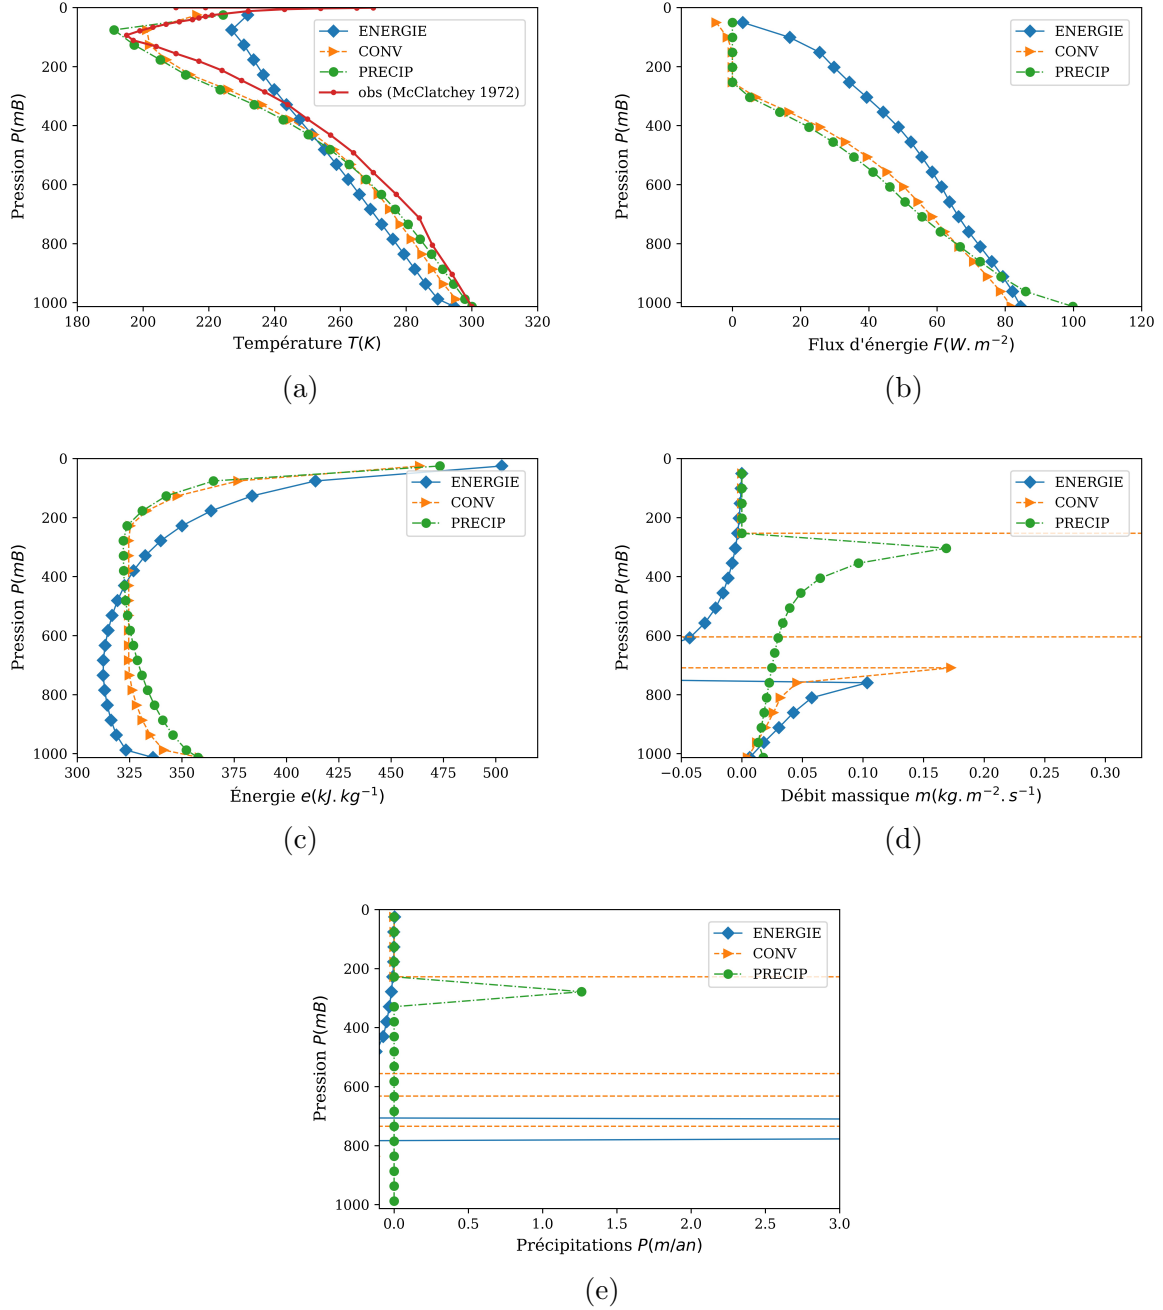 0
200
400
600
800
1000
Pression P(mB)
180 200 220 240 260 280 300 320
Température T(K)
ENERGIE
CONV
PRECIP
obs (McClatchey 1972)
(a)
0
200
400
600
800
1000
Pression P(mB)
0 20 40 60 80 100 120
Flux d'énergie F(W.m⁻²)
ENERGIE
CONV
PRECIP
(b)
0
200
400
600
800
1000
Pression P(mB)
300 325 350 375 400 425 450 475 500
Énergie e(kJ.kg⁻¹)
ENERGIE
CONV
PRECIP
(c)
0
200
400
600
800
1000
Pression P(mB)
−0.05 0.00 0.05 0.10 0.15 0.20 0.25 0.30
Débit massique m(kg.m⁻².s⁻¹)
ENERGIE
CONV
PRECIP
(d)
0
200
400
600
800
1000
Pression P(mB)
0.0 0.5 1.0 1.5 2.0 2.5 3.0
Précipitations P(m/an)
ENERGIE
CONV
PRECIP
(e)